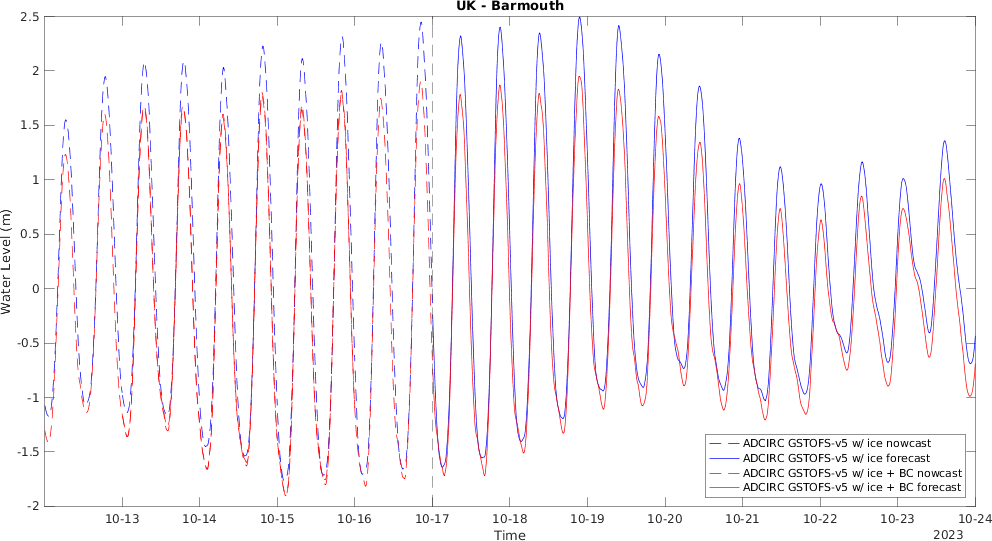 UK - Barmouth
2.5
2
1.5
1
0.5
0
-0.5
-1
-1.5
-2
Water Level (m)
10-13 10-14 10-15 10-16 10-17 10-18 10-19 10-20 10-21 10-22 10-23 10-24
Time
2023
ADCIRC GSTOFS-v5 w/ ice nowcast
ADCIRC GSTOFS-v5 w/ ice forecast
ADCIRC GSTOFS-v5 w/ ice + BC nowcast
ADCIRC GSTOFS-v5 w/ ice + BC forecast